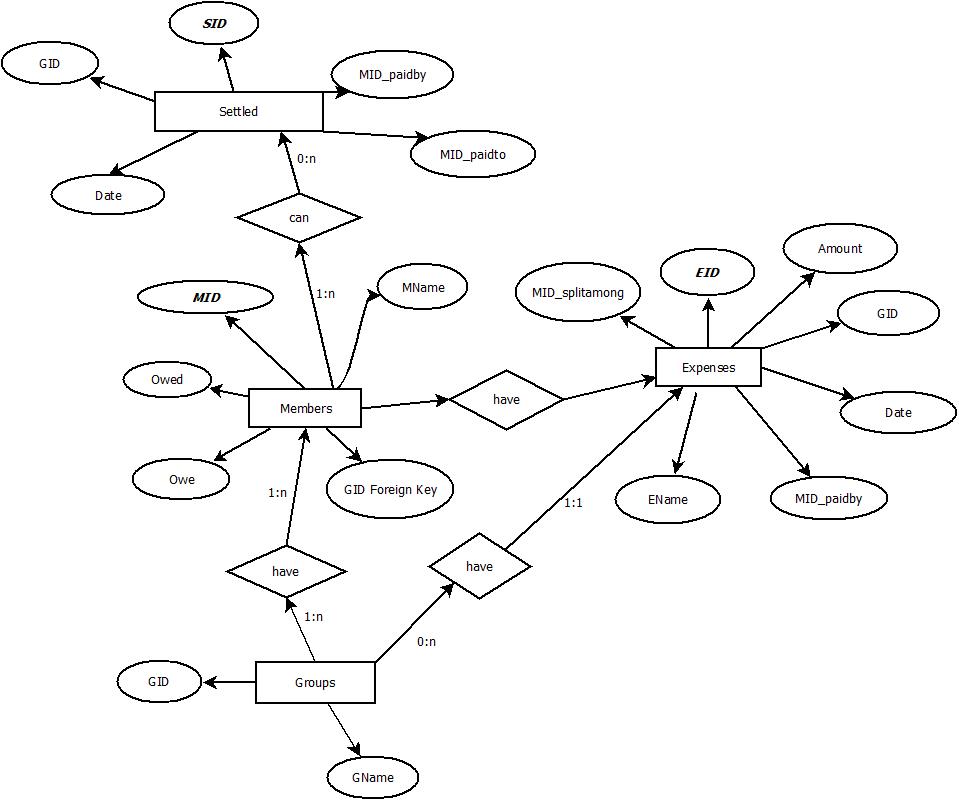 SID
GID
MID_paidby
Settled
MID_paidto
Date
0:n
can
Amount
EID
MID_splitamong
MName
1:n
MID
GID
Expenses
Owed
have
Members
Date
Owe
GID Foreign Key
1:n
EName
MID_paidby
1:1
have
have
1:n
0:n
GID
Groups
GName